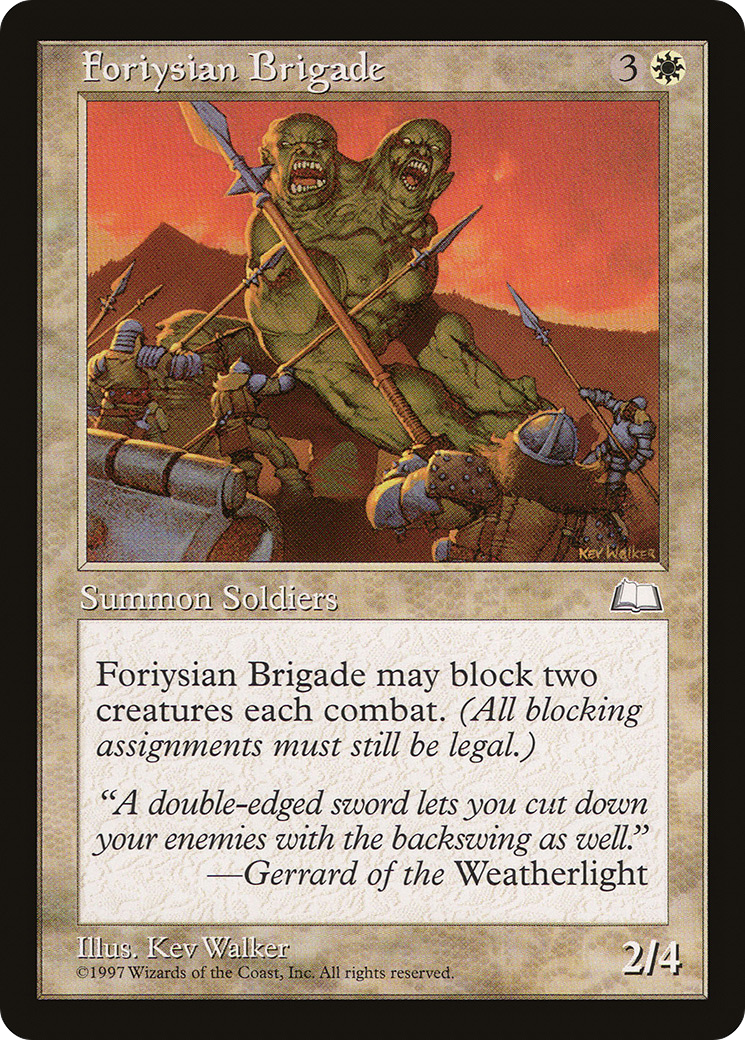 Foriysian Brigade 3
KEV WALKER
Summon Soldiers
Foriysian Brigade may block two
creatures each combat. (All blocking
assignments must still be legal.)
“A double-edged sword lets you cut down
your enemies with the backswing as well.”
—Gerrard of the Weatherlight
Illus. Kev Walker
©1997 Wizards of the Coast, Inc. All rights reserved.
2/4